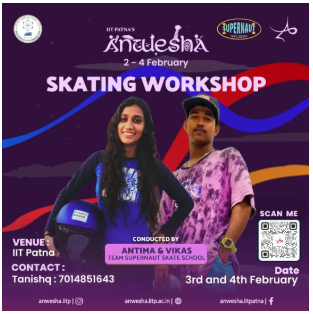 IIT PATNA'S
Anwesha
SUPERNAUT
2 - 4 February
SKATING WORKSHOP
SCAN ME
VENUE :
IIT Patna
CONDUCTED BY
ANTIHA & VIKAS
TEAM SUPERNAUT SKATE SCHOOL
CONTACT :
Tanishq : 7014851643
Date
3rd and 4th February
anwesha.iitp
anwesha.iitp.ac.in
anwesha.iitpatna